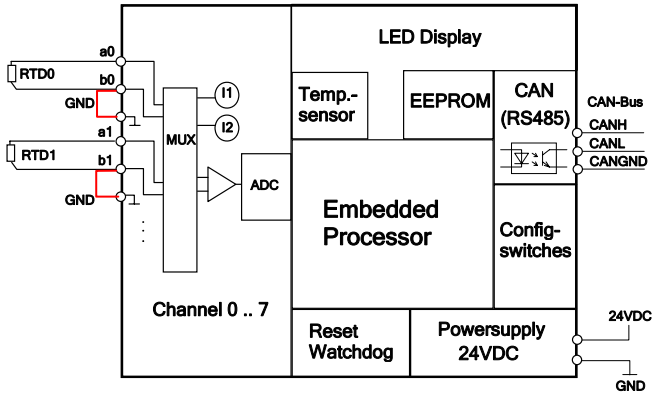 LED Display
a0
RTD0
b0
GND
I1
I2
Temp.-
sensor
EEPROM
CAN
(RS485)
CAN-Bus
CANH
CANL
CANGND
a1
RTD1
b1
GND
MUX
ADC
Embedded
Processor
Config-
switches
Channel 0 .. 7
Reset
Watchdog
Powersupply
24VDC
24VDC
GND